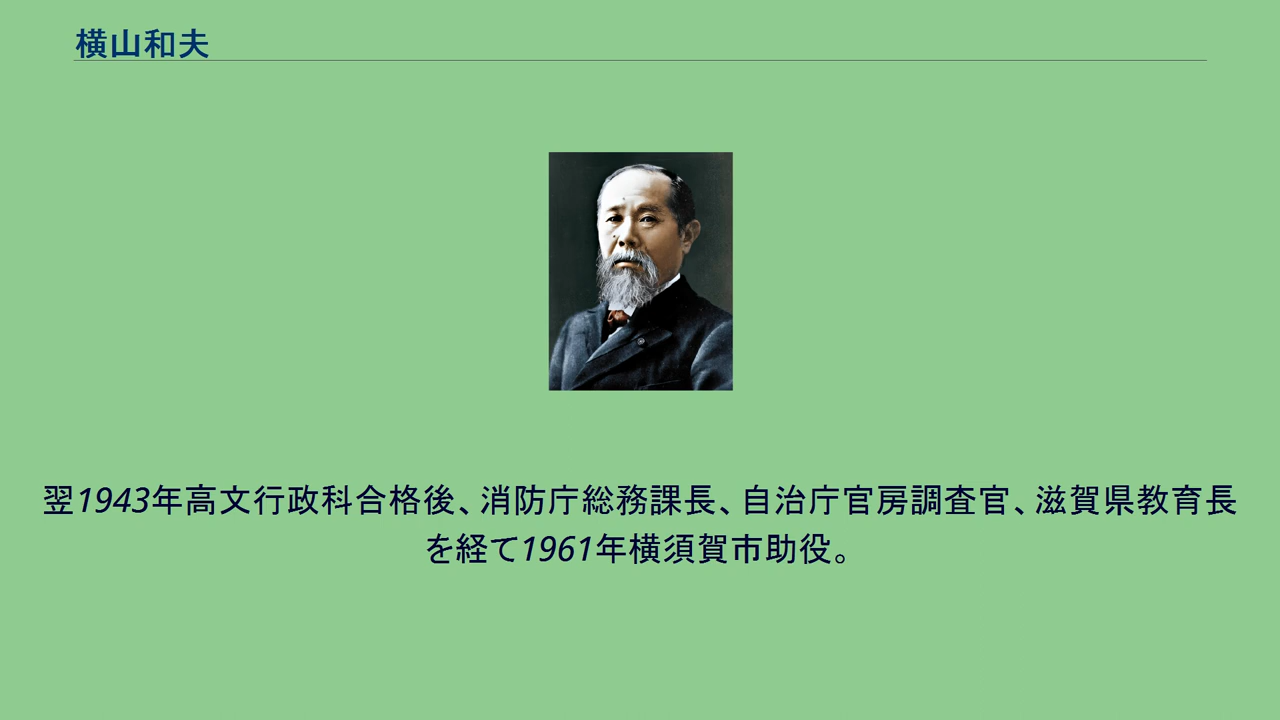 横山和夫
翌1943年高文行政科合格後、消防庁総務課長、自治庁官房調査官、滋賀県教育長
を経て1961年横須賀市助役。